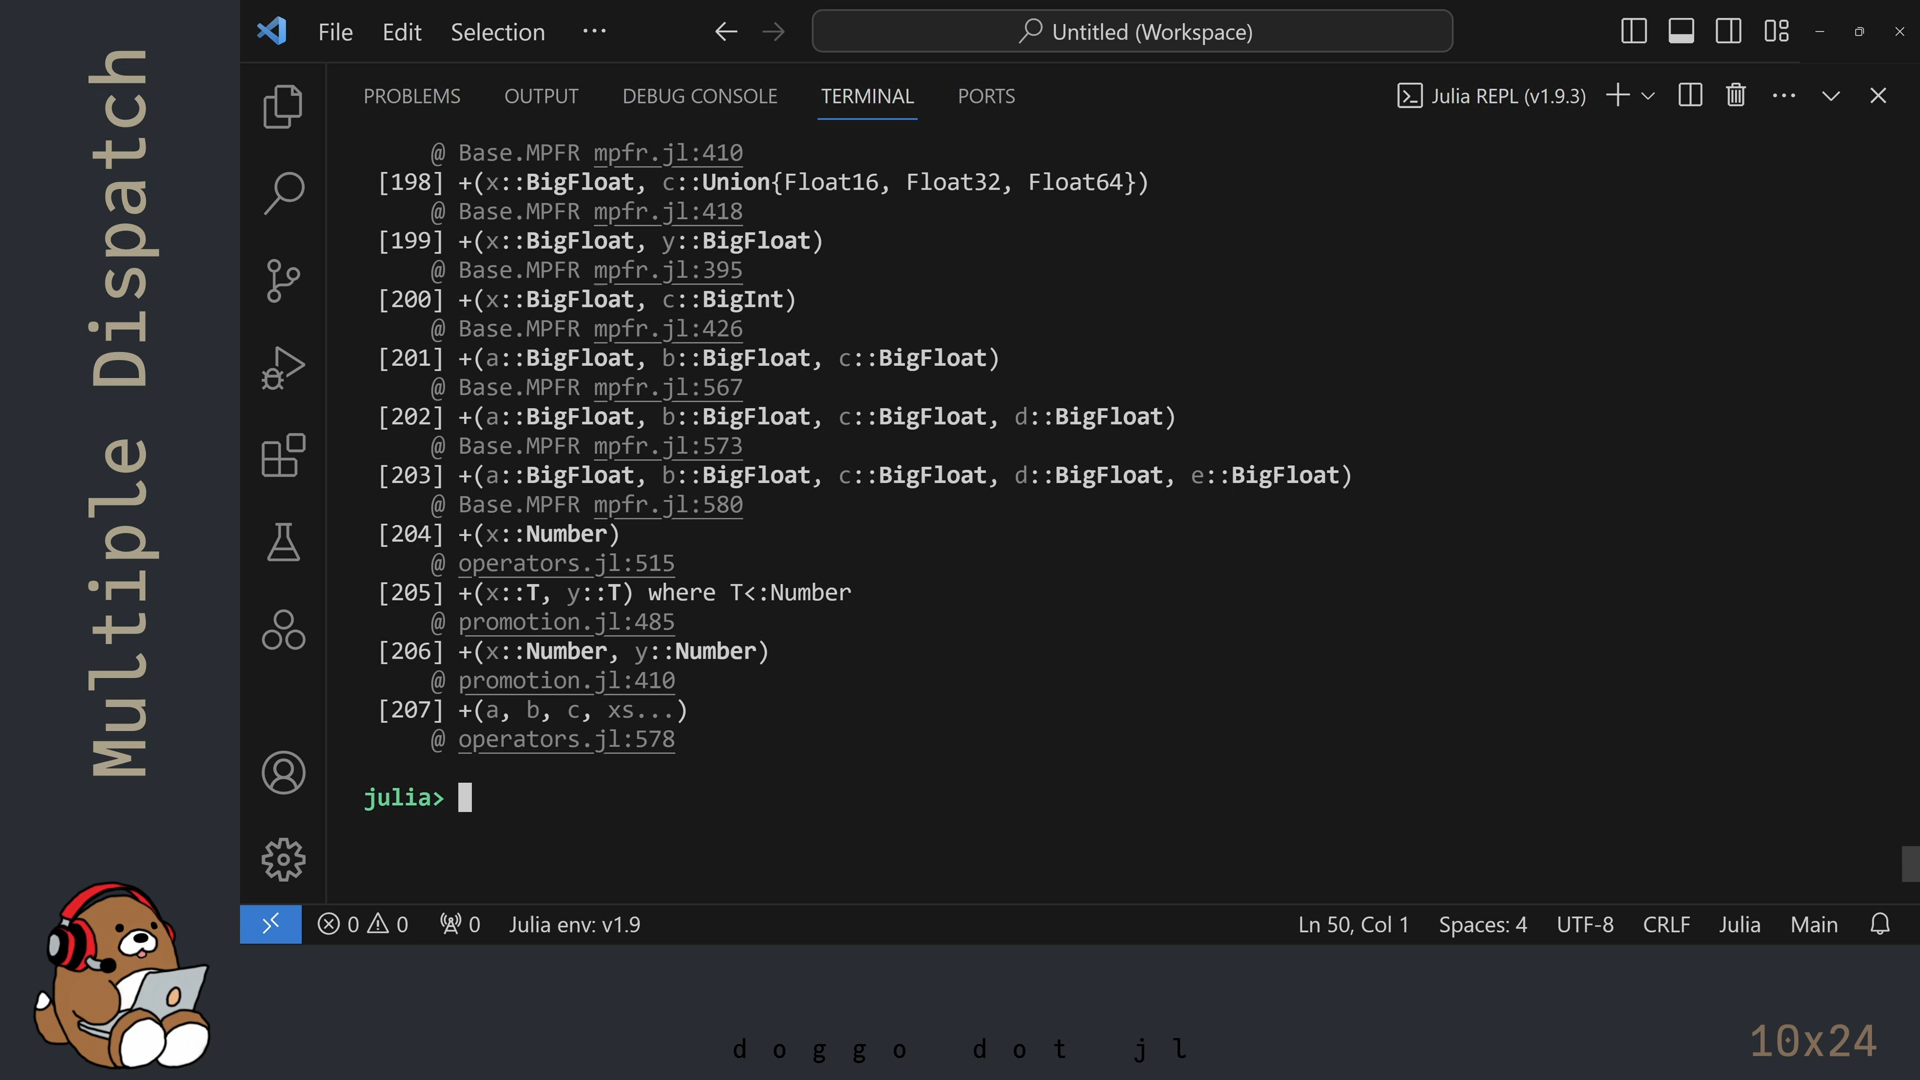 Multiple Dispatch
File Edit Selection ···
Untitled (Workspace)
PROBLEMS OUTPUT DEBUG CONSOLE TERMINAL PORTS
Julia REPL (v1.9.3)
@ Base.MPFR mpfr.jl:410
[198] +(x::BigFloat, c::Union{Float16, Float32, Float64})
@ Base.MPFR mpfr.jl:418
[199] +(x::BigFloat, y::BigFloat)
@ Base.MPFR mpfr.jl:395
[200] +(x::BigFloat, c::BigInt)
@ Base.MPFR mpfr.jl:426
[201] +(a::BigFloat, b::BigFloat, c::BigFloat)
@ Base.MPFR mpfr.jl:567
[202] +(a::BigFloat, b::BigFloat, c::BigFloat, d::BigFloat)
@ Base.MPFR mpfr.jl:573
[203] +(a::BigFloat, b::BigFloat, c::BigFloat, d::BigFloat, e::BigFloat)
@ Base.MPFR mpfr.jl:580
[204] +(x::Number)
@ operators.jl:515
[205] +(x::T, y::T) where T<:Number
@ promotion.jl:485
[206] +(x::Number, y::Number)
@ promotion.jl:410
[207] +(a, b, c, xs...)
@ operators.jl:578
julia>
0 0 0 Julia env: v1.9
Ln 50, Col 1 Spaces: 4 UTF-8 CRLF Julia Main
doggo dot jl
10x24